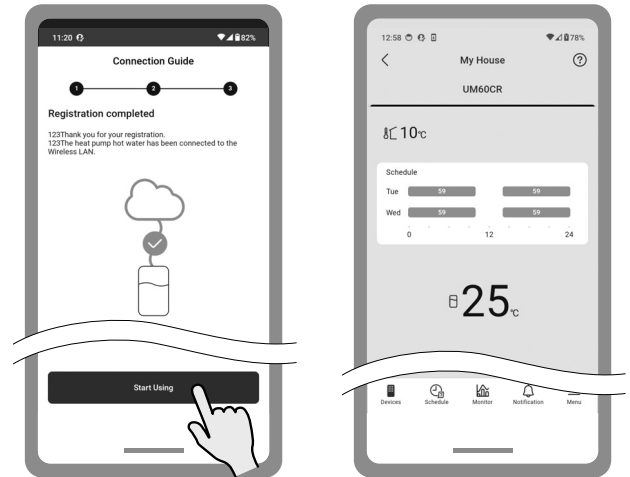 11:20
82%
Connection Guide
1 2 3
Registration completed
123Thank you for your registration.
123The heat pump hot water has been connected to the
Wireless LAN.
Start Using
12:58
78%
My House
?
UM60CR
10℃
Schedule
Tue 59 59
Wed 59 59
0 12 24
25℃
Devices Schedule Monitor Notification Menu